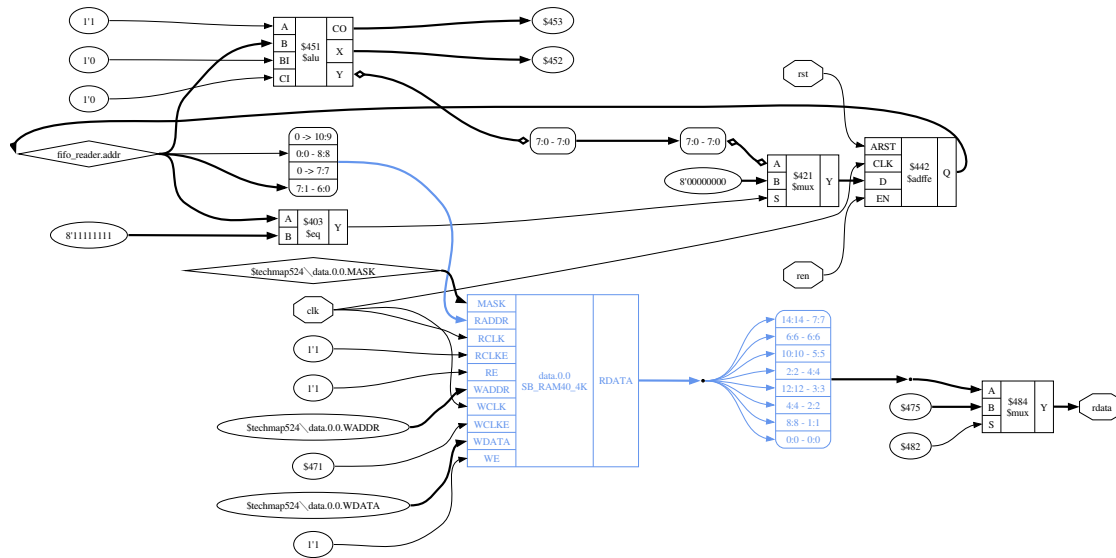 1'1
1'0
1'0
A
B
BI
CI
$451
$alu
CO
X
Y
$453
$452
rst
fifo_reader.addr
0 -> 10:9
0:0 - 8:8
0 -> 7:7
7:1 - 6:0
7:0 - 7:0
7:0 - 7:0
8'00000000
A
B
S
$421
$mux
Y
ARST
CLK
D
EN
$442
$adffe
Q
8'11111111
A
B
$403
$eq
Y
ren
$techmap524\data.0.0.MASK
clk
1'1
1'1
$techmap524\data.0.0.WADDR
$471
$techmap524\data.0.0.WDATA
1'1
MASK
RADDR
RCLK
RCLKE
RE
WADDR
WCLK
WCLKE
WDATA
WE
data.0.0
SB_RAM40_4K
RDATA
14:14 - 7:7
6:6 - 6:6
10:10 - 5:5
2:2 - 4:4
12:12 - 3:3
4:4 - 2:2
8:8 - 1:1
0:0 - 0:0
$475
$482
A
B
S
$484
$mux
Y
rdata